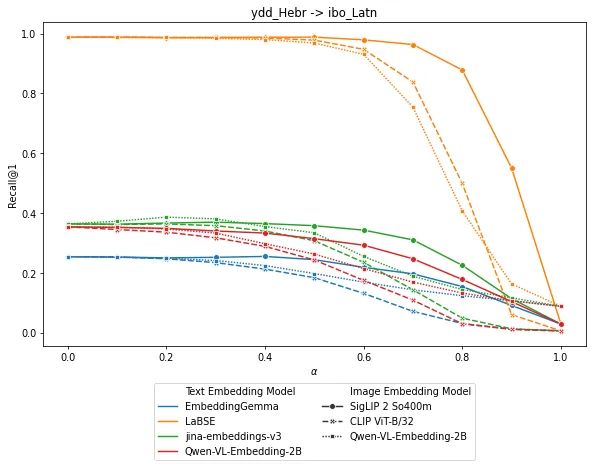 ydd_Hebr -> ibo_Latn
Recall@1
1.0
0.8
0.6
0.4
0.2
0.0
0.0 0.2 0.4 0.6 0.8 1.0
α
Text Embedding Model
EmbeddingGemma
LaBSE
jina-embeddings-v3
Qwen-VL-Embedding-2B
Image Embedding Model
SigLIP 2 So400m
CLIP ViT-B/32
Qwen-VL-Embedding-2B